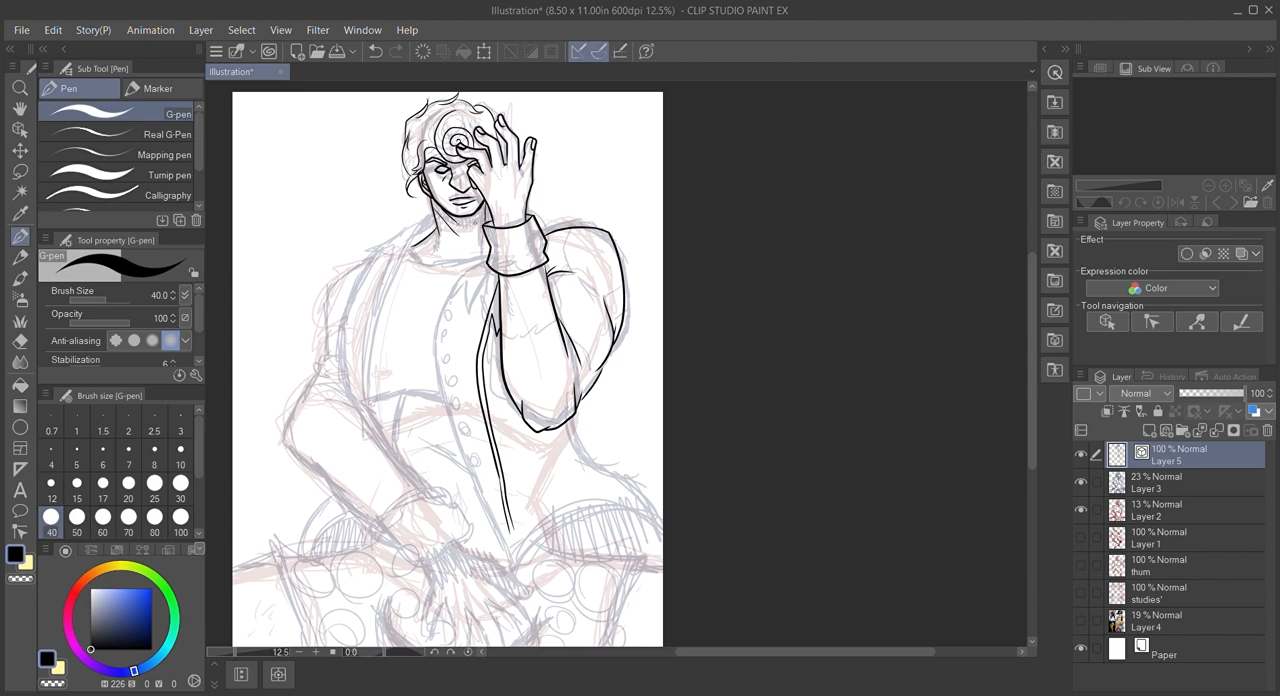 Illustration* (8.50 x 11.00in 600dpi 12.5%)  - CLIP STUDIO PAINT EX
File Edit Story(P) Animation Layer Select View Filter Window Help
Sub Tool [Pen]
Illustration*
Sub View
Pen Marker
G-pen
Real G-Pen
Mapping pen
Turnip pen
Calligraphy
Tool property [G-pen]
G-pen
Brush Size 40.0
Opacity 100
Anti-aliasing
Stabilization 6
Brush size [G-pen]
0.7 1 1.5 2 2.5 3
4 5 6 7 8 10
12 15 17 20 25 30
40 50 60 70 80 100
H 226 S 0 V 0
12.5 0.0
Layer Property
Effect
Expression color
Color
Tool navigation
Layer History Auto Action
Normal 100
100 % Normal
Layer 5
23 % Normal
Layer 3
13 % Normal
Layer 2
100 % Normal
Layer 1
100 % Normal
thum
100 % Normal
studies'
19 % Normal
Layer 4
Paper